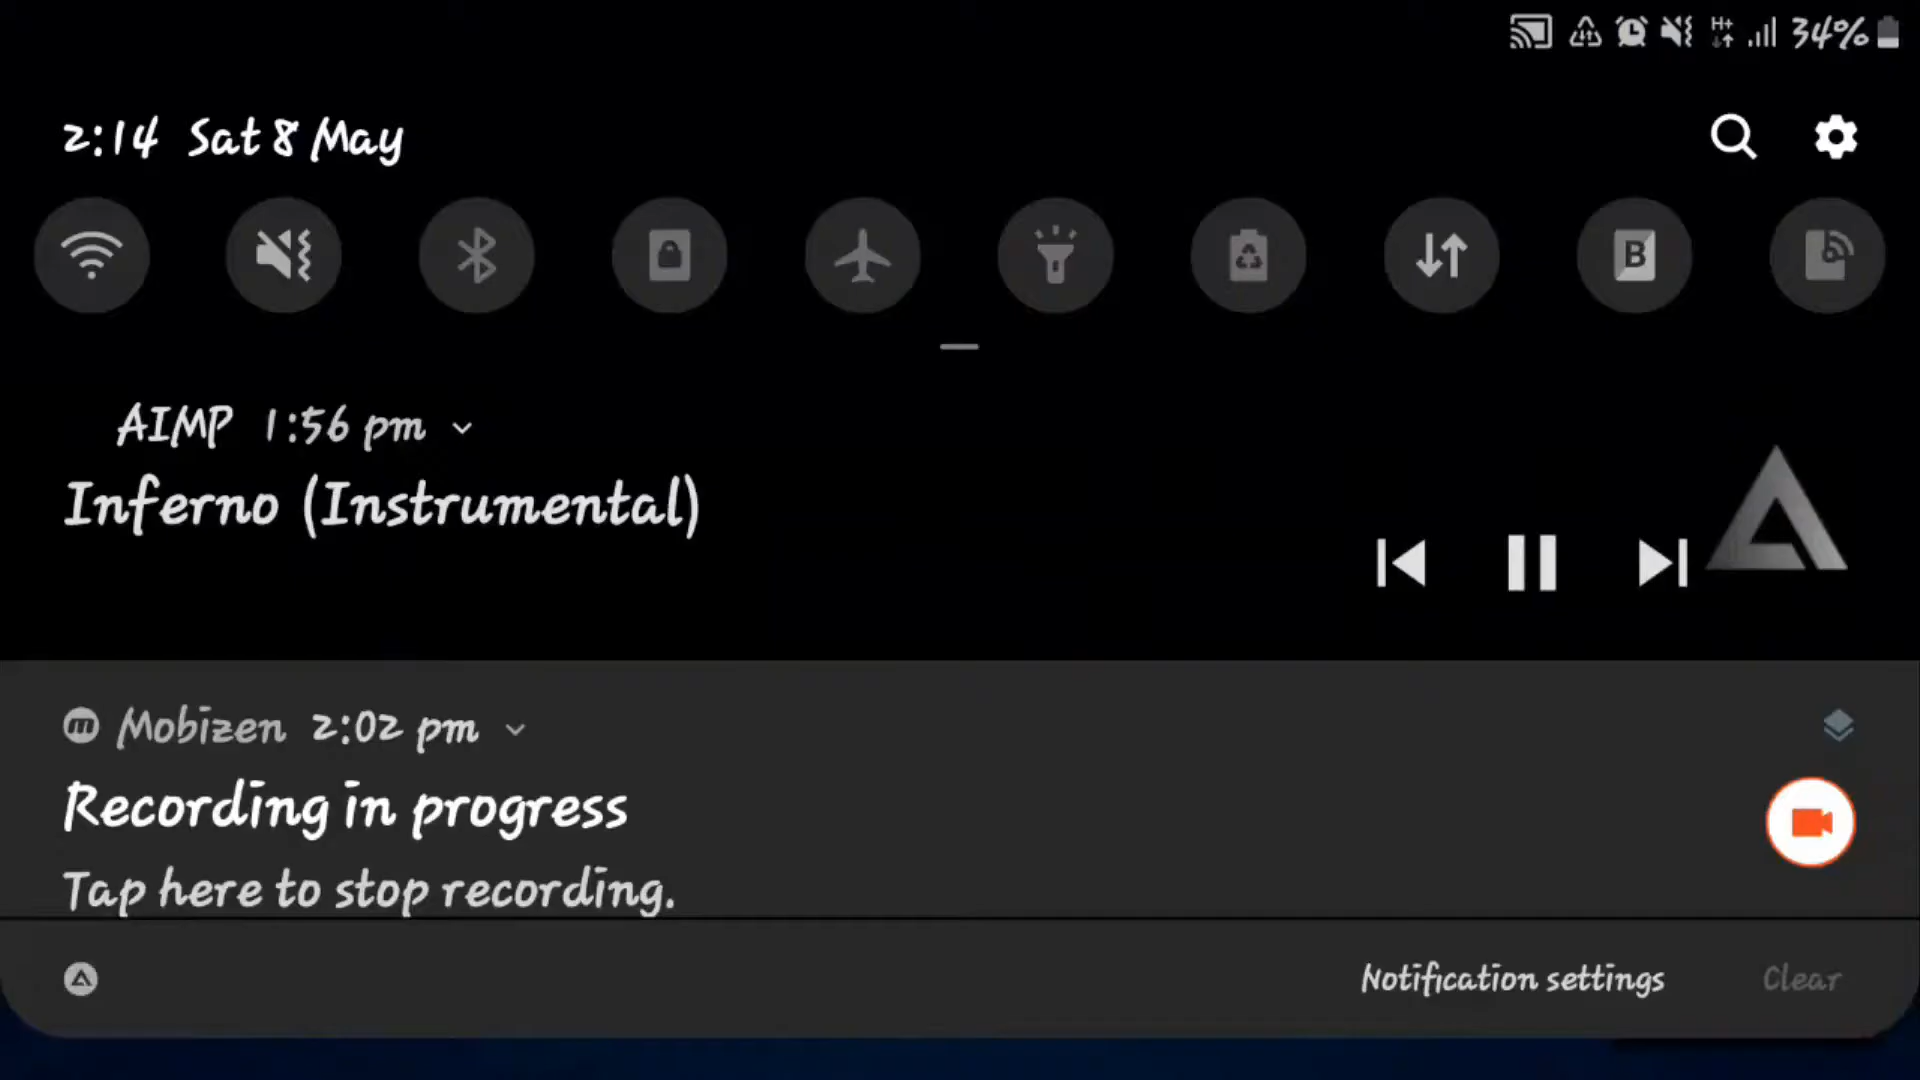 H+ 34%
2:14 Sat 8 May
B
AIMP 1:56 pm
Inferno (Instrumental)
m Mobizen 2:02 pm
Recording in progress
Tap here to stop recording.
Notification settings Clear